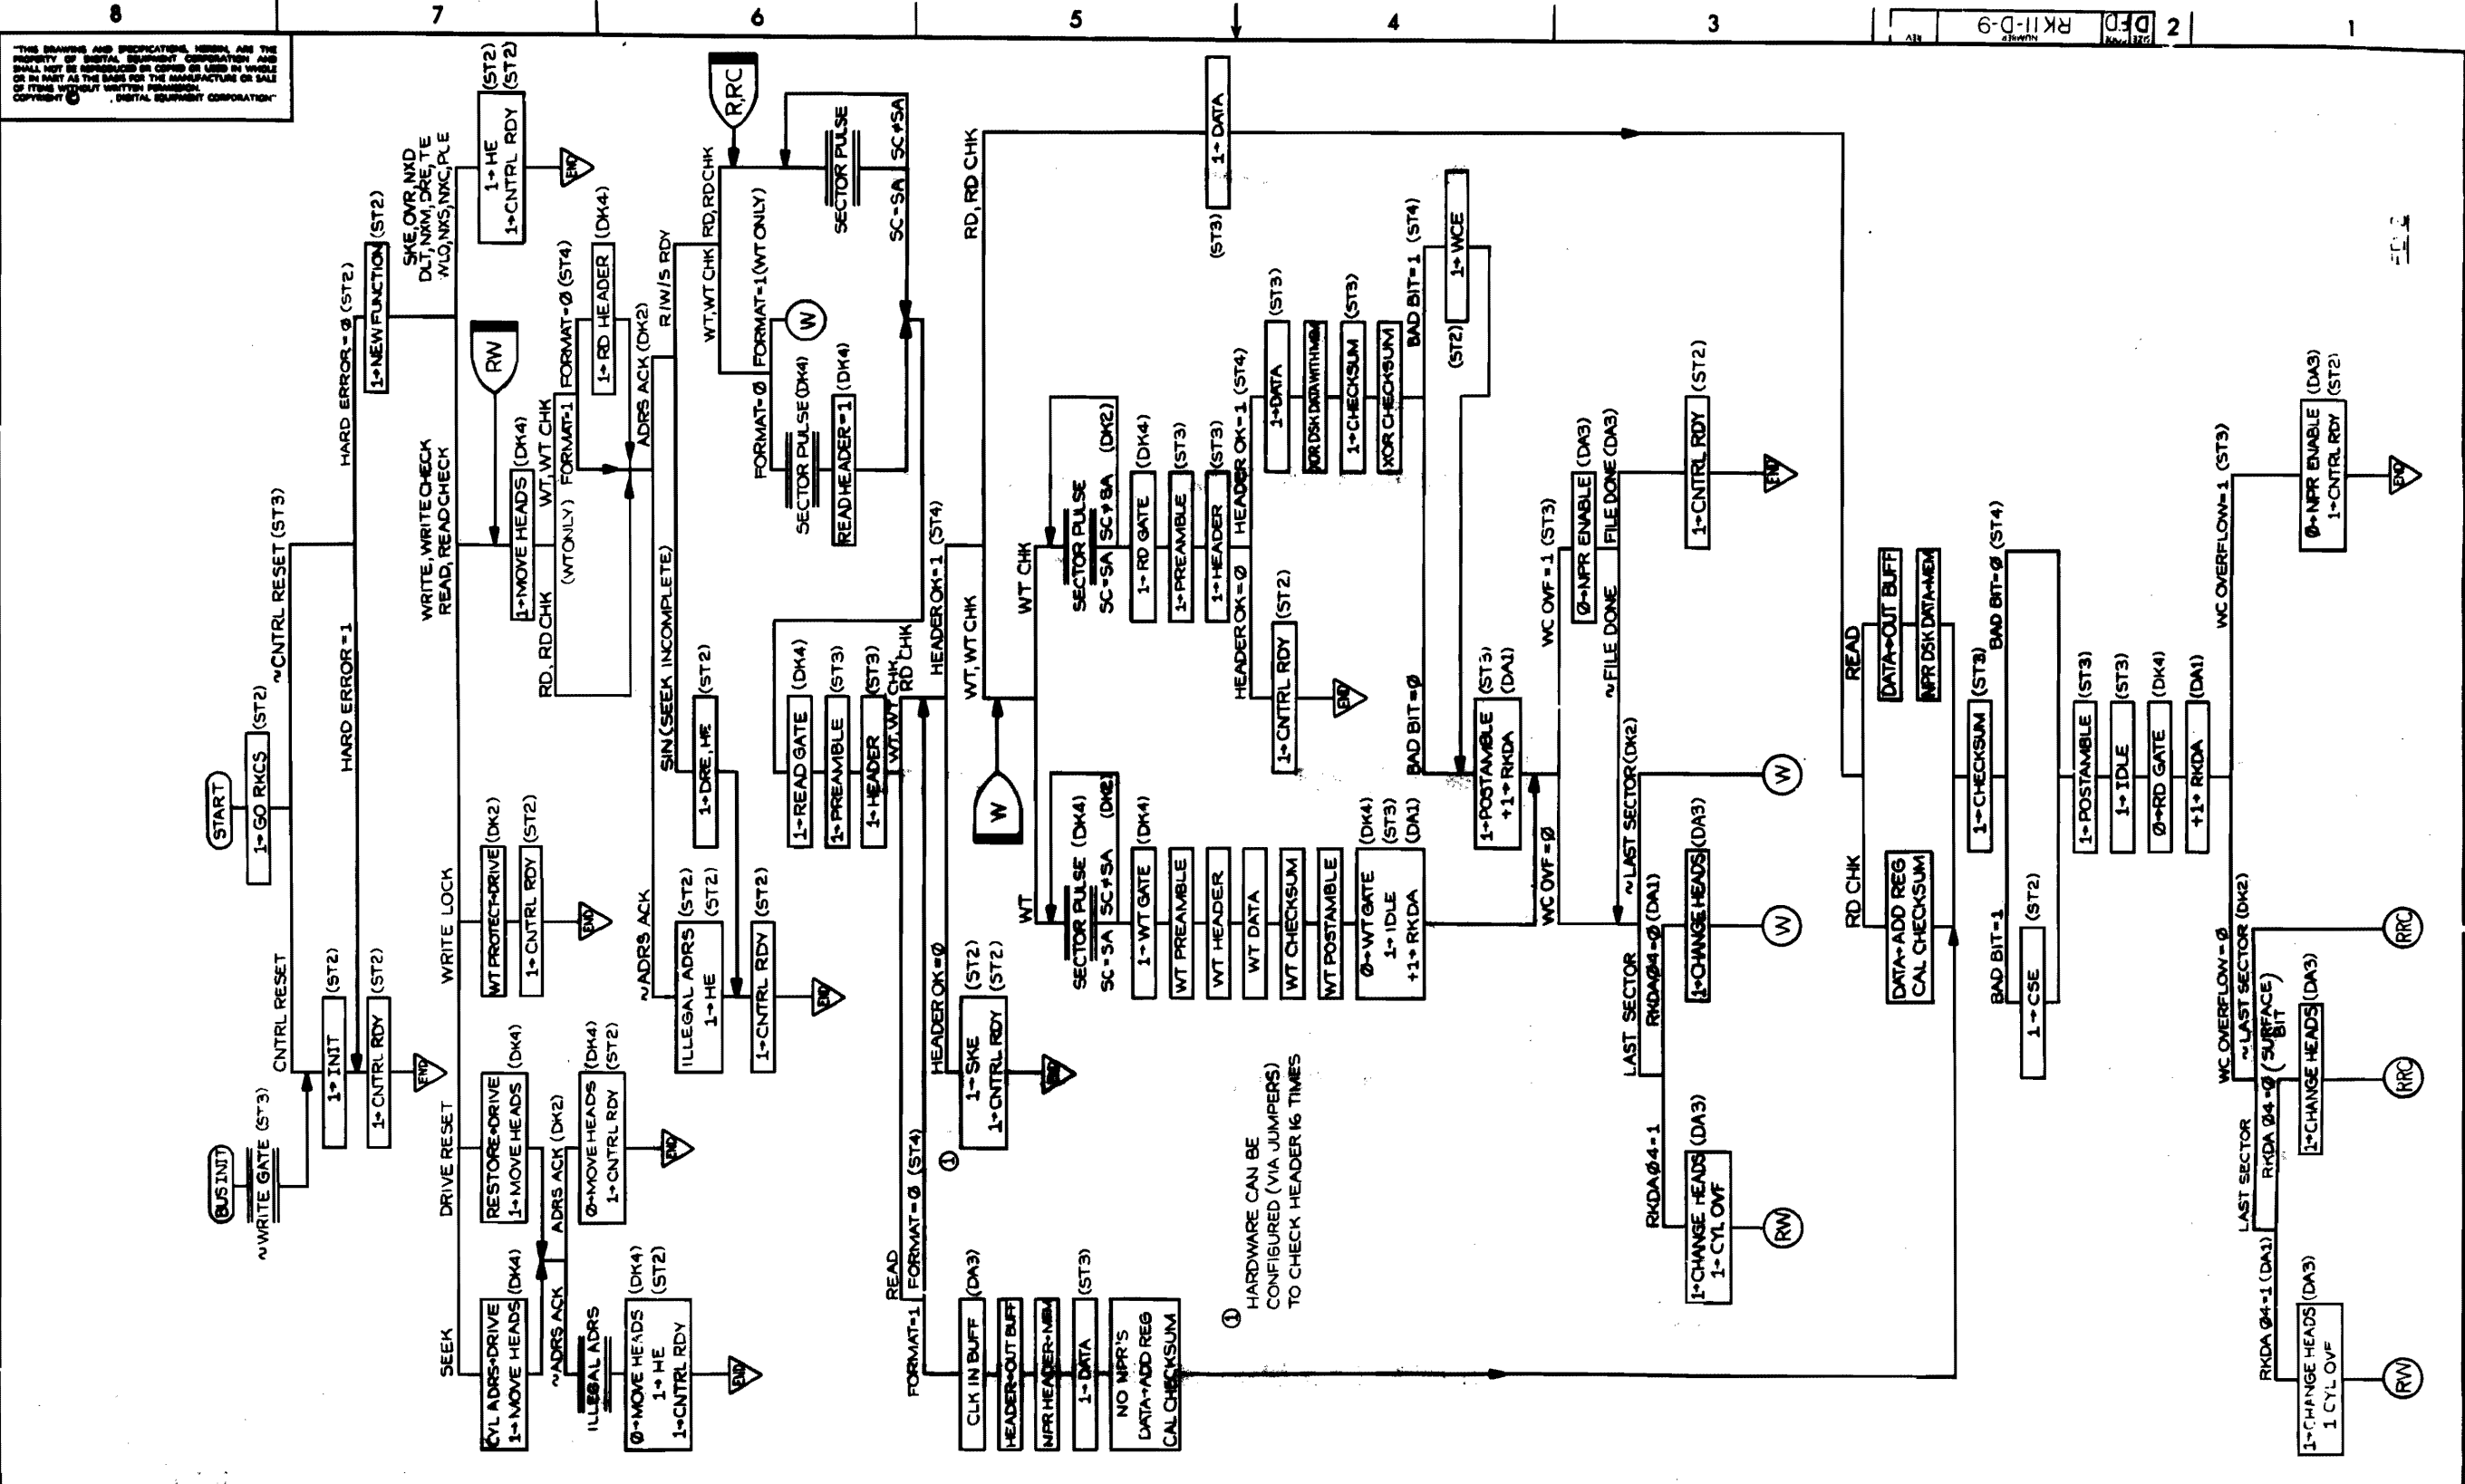 8
7
6
5
4
3
2
1
SIZE
CODE
NUMBER
REV
D FD
RK11-D-9
"THIS DRAWING AND SPECIFICATIONS, HEREIN, ARE THE
PROPERTY OF DIGITAL EQUIPMENT CORPORATION AND
SHALL NOT BE REPRODUCED OR COPIED OR USED IN WHOLE
OR IN PART AS THE BASIS FOR THE MANUFACTURE OR SALE
OF ITEMS WITHOUT WRITTEN PERMISSION.
COPYRIGHT © , DIGITAL EQUIPMENT CORPORATION"
BUS INIT
~WRITE GATE (ST3)
START
1→GO RKCS (ST2)
CNTRL RESET
~CNTRL RESET (ST3)
1→INIT (ST2)
HARD ERROR=1
HARD ERROR=Ø (ST2)
1→CNTRL RDY (ST2)
END
1→NEW FUNCTION (ST2)
SEEK
DRIVE RESET
WRITE LOCK
WRITE, WRITE CHECK
READ, READ CHECK
SKE, OVR, NXD
DLT, NXM, DRE, TE
WLO, NXS, NXC, PLE
CYL ADRS→DRIVE
1→MOVE HEADS (DK4)
RESTORE→DRIVE
1→MOVE HEADS (DK4)
WT PROTECT→DRIVE (DK2)
1→CNTRL RDY (ST2)
END
RW
1→HE (ST2)
1→CNTRL RDY (ST2)
END
1→MOVE HEADS (DK4)
~ADRS ACK
ADRS ACK (DK2)
RD, RD CHK
WT, WT CHK
(WT ONLY) FORMAT=1
FORMAT=Ø (ST4)
1→RD HEADER (DK4)
ILLEGAL ADRS
Ø→MOVE HEADS (DK4)
1→HE (ST2)
1→CNTRL RDY
END
Ø→MOVE HEADS (DK4)
1→CNTRL RDY (ST2)
END
~ADRS ACK
ADRS ACK (DK2)
ILLEGAL ADRS (ST2)
1→HE (ST2)
SIN (SEEK INCOMPLETE)
R/W/S RDY
1→DRE, HE (ST2)
1→CNTRL RDY (ST2)
END
R,RC
WT, WT CHK
RD, RDCHK
FORMAT=Ø
FORMAT=1 (WT ONLY)
SECTOR PULSE (DK4)
W
READ HEADER=1 (DK4)
SECTOR PULSE
SC=SA
SC≠SA
1→READ GATE (DK4)
1→PREAMBLE (ST3)
1→HEADER (ST3)
READ
WT, WT CHK,
RD CHK
FORMAT=1
FORMAT=Ø (ST4)
HEADER OK=Ø
HEADER OK=1 (ST4)
①
1→SKE (ST2)
1→CNTRL RDY (ST2)
END
CLK IN BUFF (DA3)
HEADER→OUT BUFF
NPR HEADER→MEM
1→DATA (ST3)
NO NPR'S
DATA→ADD REG
CAL CHECKSUM
WT, WT CHK
RD, RD CHK
W
WT
WT CHK
SECTOR PULSE (DK4)
SC=SA SC≠SA (DK2)
1→WT GATE (DK4)
WT PREAMBLE
WT HEADER
WT DATA
WT CHECKSUM
WT POSTAMBLE
Ø→WT GATE (DK4)
1→IDLE (ST3)
+1→RKDA (DA1)
SECTOR PULSE
SC=SA SC≠SA (DK2)
1→RD GATE (DK4)
1→PREAMBLE (ST3)
1→HEADER (ST3)
HEADER OK=Ø
HEADER OK=1 (ST4)
1→CNTRL RDY (ST2)
END
1→DATA (ST3)
XOR DSK DATA WITH MEM
1→CHECKSUM (ST3)
XOR CHECKSUM
BAD BIT=Ø
BAD BIT=1 (ST4)
(ST2) 1→WCE
(ST3) 1→DATA
① HARDWARE CAN BE
CONFIGURED (VIA JUMPERS)
TO CHECK HEADER 16 TIMES
1→POSTAMBLE (ST3)
+1→RKDA (DA1)
WC OVF=Ø
WC OVF=1 (ST3)
Ø→NPR ENABLE (DA3)
~FILE DONE
FILE DONE (DA3)
LAST SECTOR
~LAST SECTOR (DK2)
RKDAØ4=1
RKDAØ4=Ø (DA1)
1→CHANGE HEADS (DA3)
1→CYL OVF
RW
1→CHANGE HEADS (DA3)
W
W
1→CNTRL RDY (ST2)
END
RD CHK
READ
DATA→ADD REG
CAL CHECKSUM
DATA→OUT BUFF
NPR DSK DATA→MEM
1→CHECKSUM (ST3)
BAD BIT=1
BAD BIT=Ø (ST4)
1→CSE (ST2)
1→POSTAMBLE (ST3)
1→IDLE (ST3)
Ø→RD GATE (DK4)
+1→RKDA (DA1)
WC OVERFLOW=Ø
WC OVERFLOW=1 (ST3)
LAST SECTOR
~LAST SECTOR (DK2)
RKDA Ø4=1 (DA1)
RKDA Ø4=Ø (SURFACE)
BIT
1→CHANGE HEADS (DA3)
1 CYL OVF
RW
1→CHANGE HEADS (DA3)
RRC
RRC
Ø→NPR ENABLE (DA3)
1→CNTRL RDY (ST2)
END